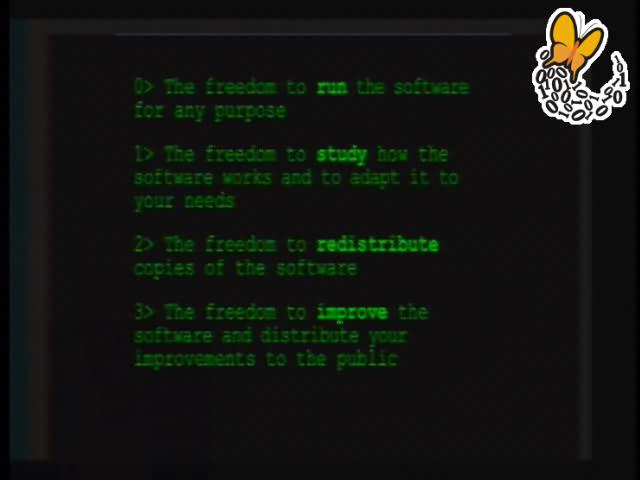 0> The freedom to run the software
for any purpose
1> The freedom to study how the
software works and to adapt it to
your needs
2> The freedom to redistribute
copies of the software
3> The freedom to improve the
software and distribute your
improvements to the public